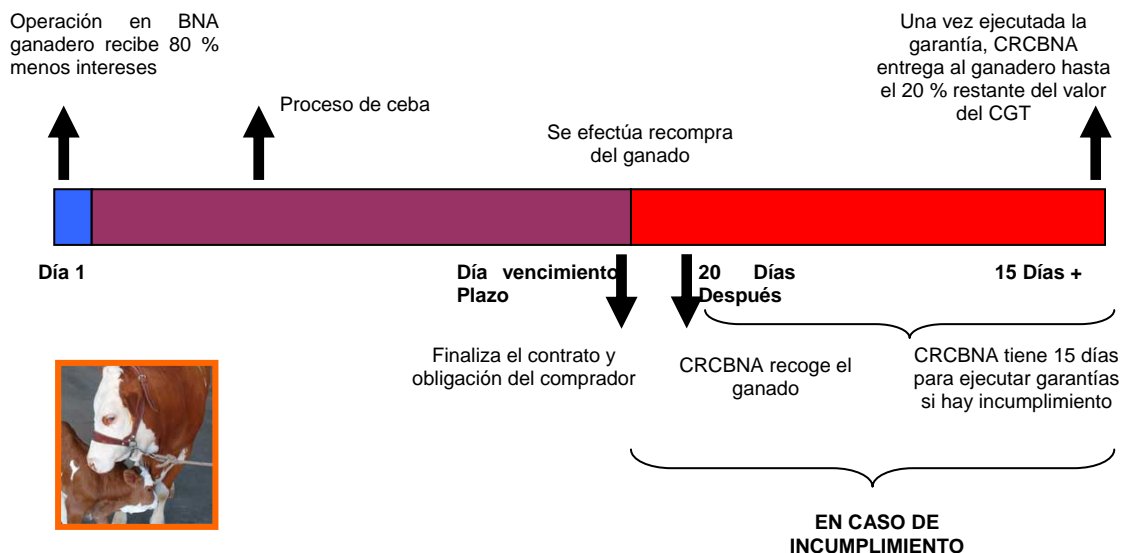 Operación en BNA
ganadero recibe 80 %
menos intereses
Proceso de ceba
Se efectúa recompra
del ganado
Una vez ejecutada la
garantía, CRCBNA
entrega al ganadero hasta
el 20 % restante del valor
del CGT
Día 1
Día vencimiento
Plazo
20 Días
Después
15 Días +
Finaliza el contrato y
obligación del comprador
CRCBNA recoge el
ganado
CRCBNA tiene 15 días
para ejecutar garantías
si hay incumplimiento
EN CASO DE
INCUMPLIMIENTO